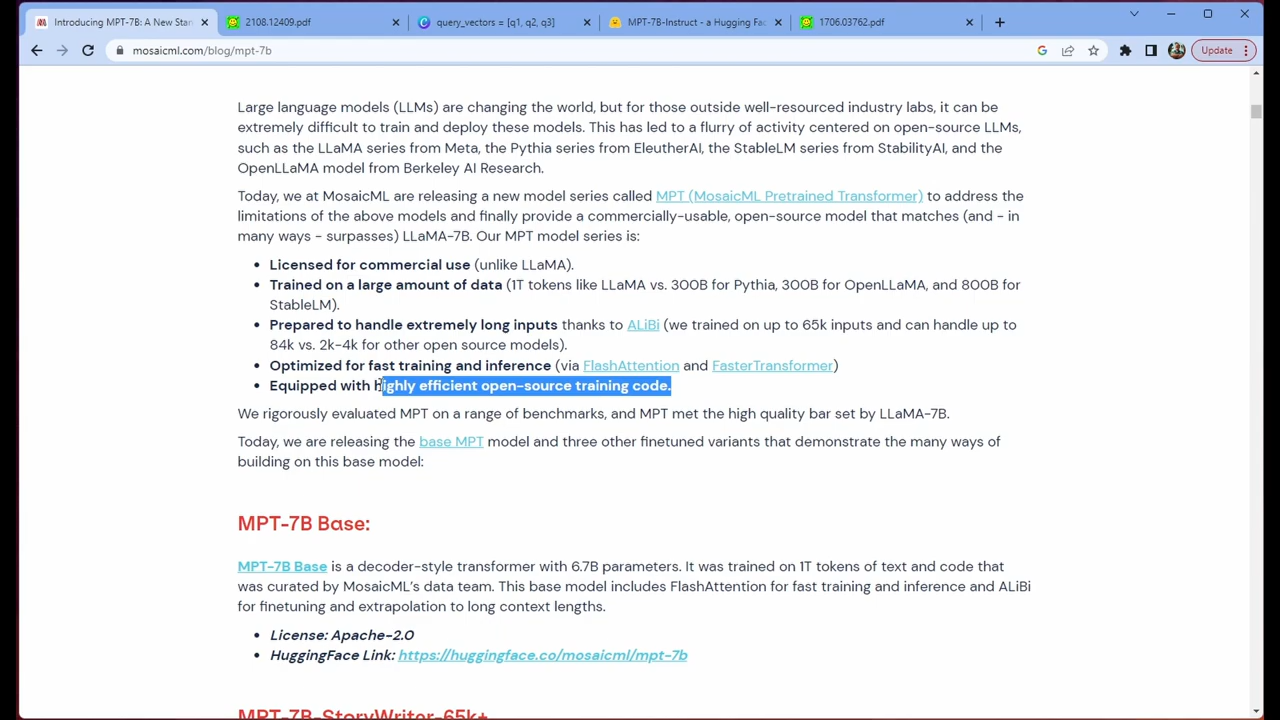 Introducing MPT-7B: A New Stan
2108.12409.pdf
query_vectors = [q1, q2, q3]
MPT-7B-Instruct - a Hugging Fac
1706.03762.pdf
mosaicml.com/blog/mpt-7b
Update
Large language models (LLMs) are changing the world, but for those outside well-resourced industry labs, it can be
extremely difficult to train and deploy these models. This has led to a flurry of activity centered on open-source LLMs,
such as the LLaMA series from Meta, the Pythia series from EleutherAI, the StableLM series from StabilityAI, and the
OpenLLaMA model from Berkeley AI Research.
Today, we at MosaicML are releasing a new model series called MPT (MosaicML Pretrained Transformer) to address the
limitations of the above models and finally provide a commercially-usable, open-source model that matches (and - in
many ways - surpasses) LLaMA-7B. Our MPT model series is:
• Licensed for commercial use (unlike LLaMA).
• Trained on a large amount of data (1T tokens like LLaMA vs. 300B for Pythia, 300B for OpenLLaMA, and 800B for
StableLM).
• Prepared to handle extremely long inputs thanks to ALiBi (we trained on up to 65k inputs and can handle up to
84k vs. 2k-4k for other open source models).
• Optimized for fast training and inference (via FlashAttention and FasterTransformer)
• Equipped with highly efficient open-source training code.
We rigorously evaluated MPT on a range of benchmarks, and MPT met the high quality bar set by LLaMA-7B.
Today, we are releasing the base MPT model and three other finetuned variants that demonstrate the many ways of
building on this base model:
MPT-7B Base:
MPT-7B Base is a decoder-style transformer with 6.7B parameters. It was trained on 1T tokens of text and code that
was curated by MosaicML's data team. This base model includes FlashAttention for fast training and inference and ALiBi
for finetuning and extrapolation to long context lengths.
• License: Apache-2.0
• HuggingFace Link: https://huggingface.co/mosaicml/mpt-7b
MPT-7B-StoryWriter-65k+